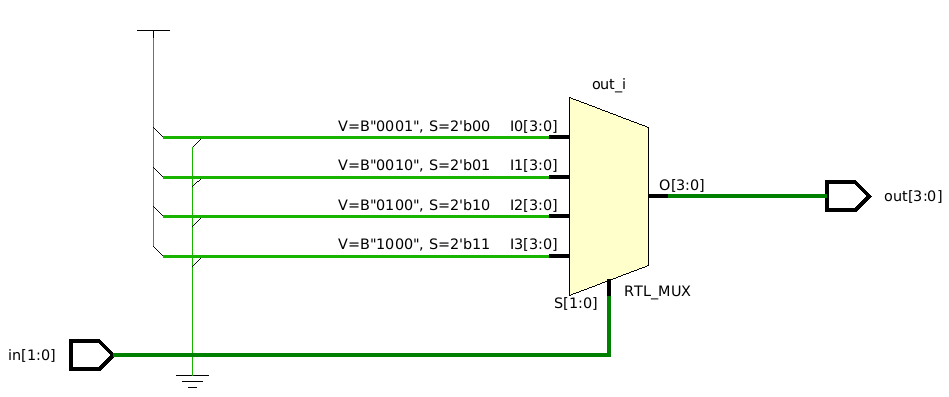 out_i
V=B"0001", S=2'b00 I0[3:0]
V=B"0010", S=2'b01 I1[3:0]
V=B"0100", S=2'b10 I2[3:0]
V=B"1000", S=2'b11 I3[3:0]
O[3:0]
out[3:0]
S[1:0]
RTL_MUX
in[1:0]